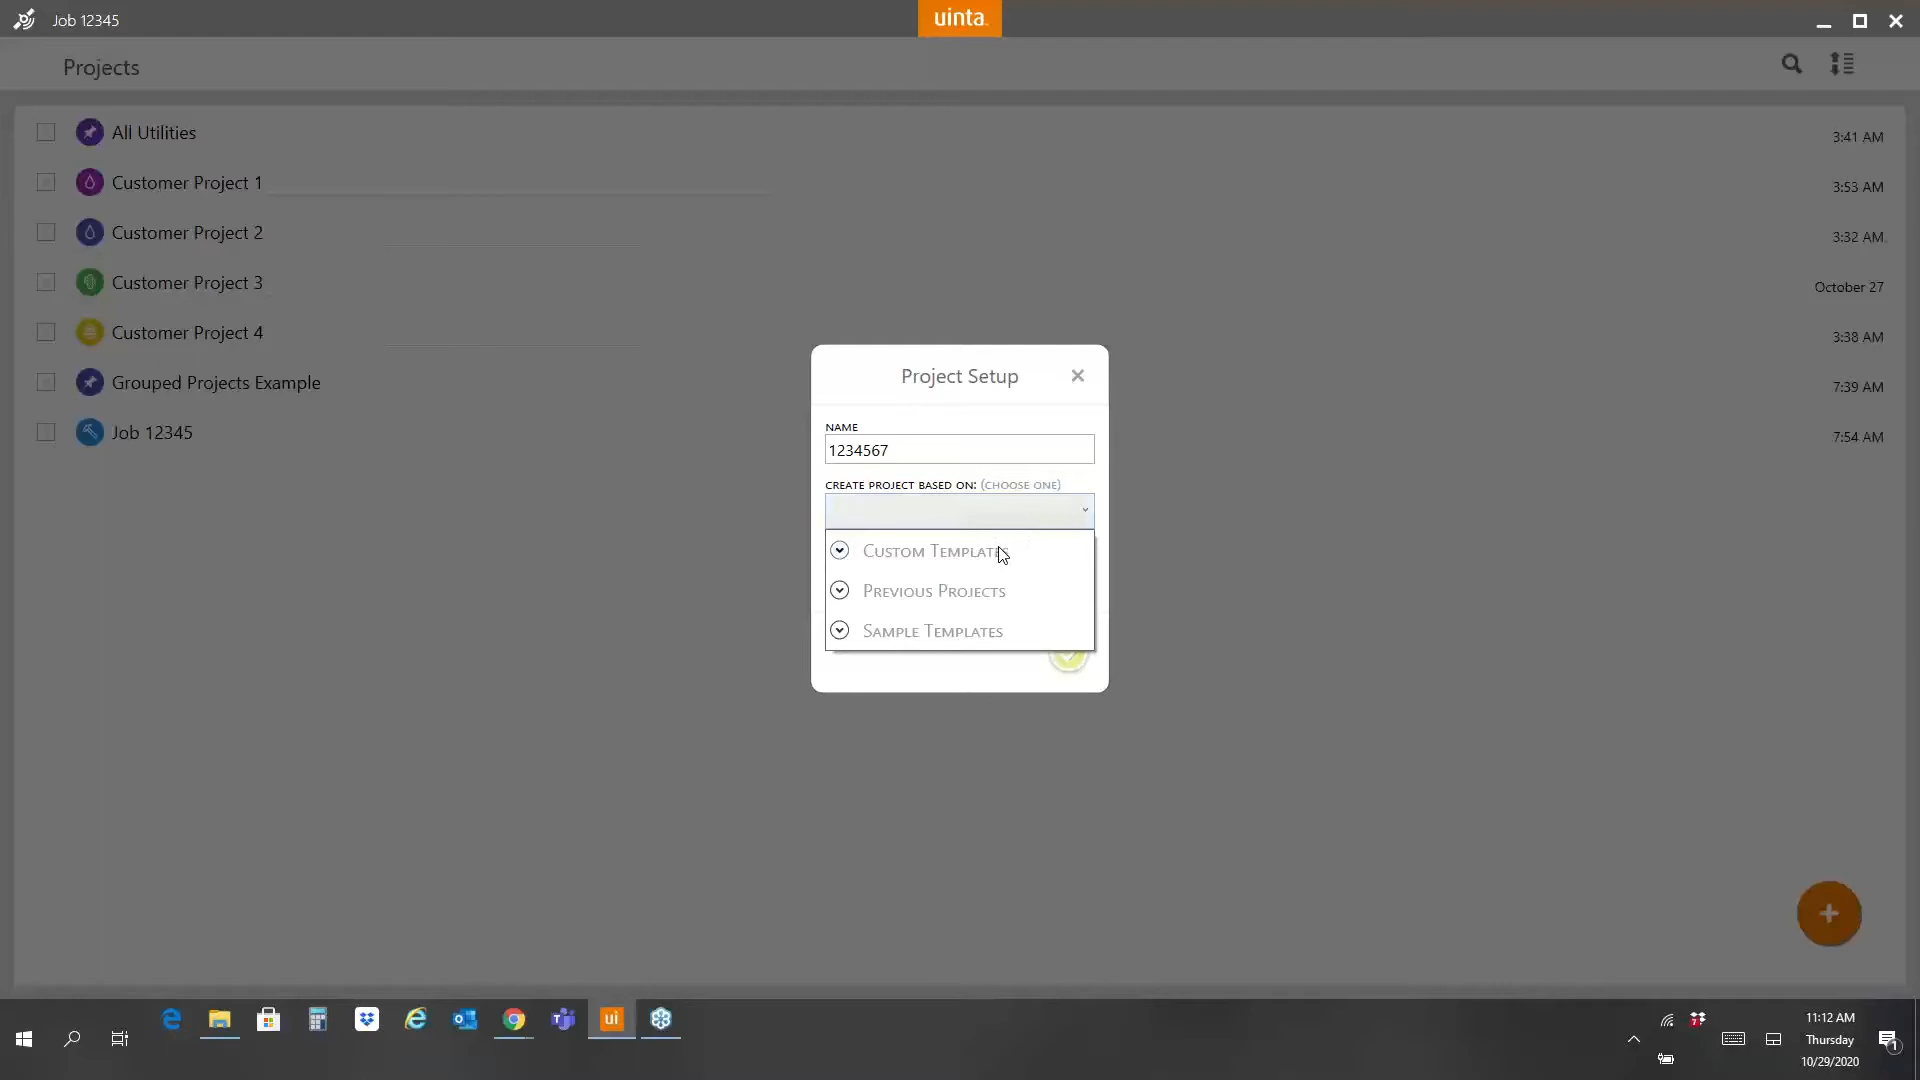 Job 12345
uinta
Projects
All Utilities
3:41 AM
Customer Project 1
3:53 AM
Customer Project 2
3:32 AM
Customer Project 3
October 27
Customer Project 4
3:38 AM
Grouped Projects Example
7:39 AM
Job 12345
7:54 AM
Project Setup
NAME
1234567
CREATE PROJECT BASED ON: (CHOOSE ONE)
CUSTOM TEMPLATES
PREVIOUS PROJECTS
SAMPLE TEMPLATES
ui
11:12 AM
Thursday
10/29/2020
1